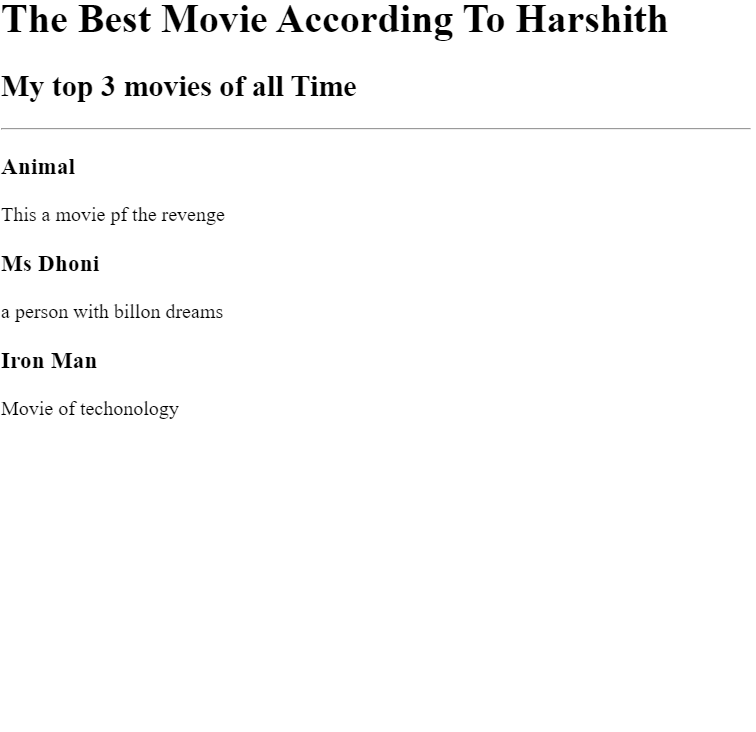 The Best Movie According To Harshith
My top 3 movies of all Time
Animal
This a movie pf the revenge
Ms Dhoni
a person with billon dreams
Iron Man
Movie of techonology